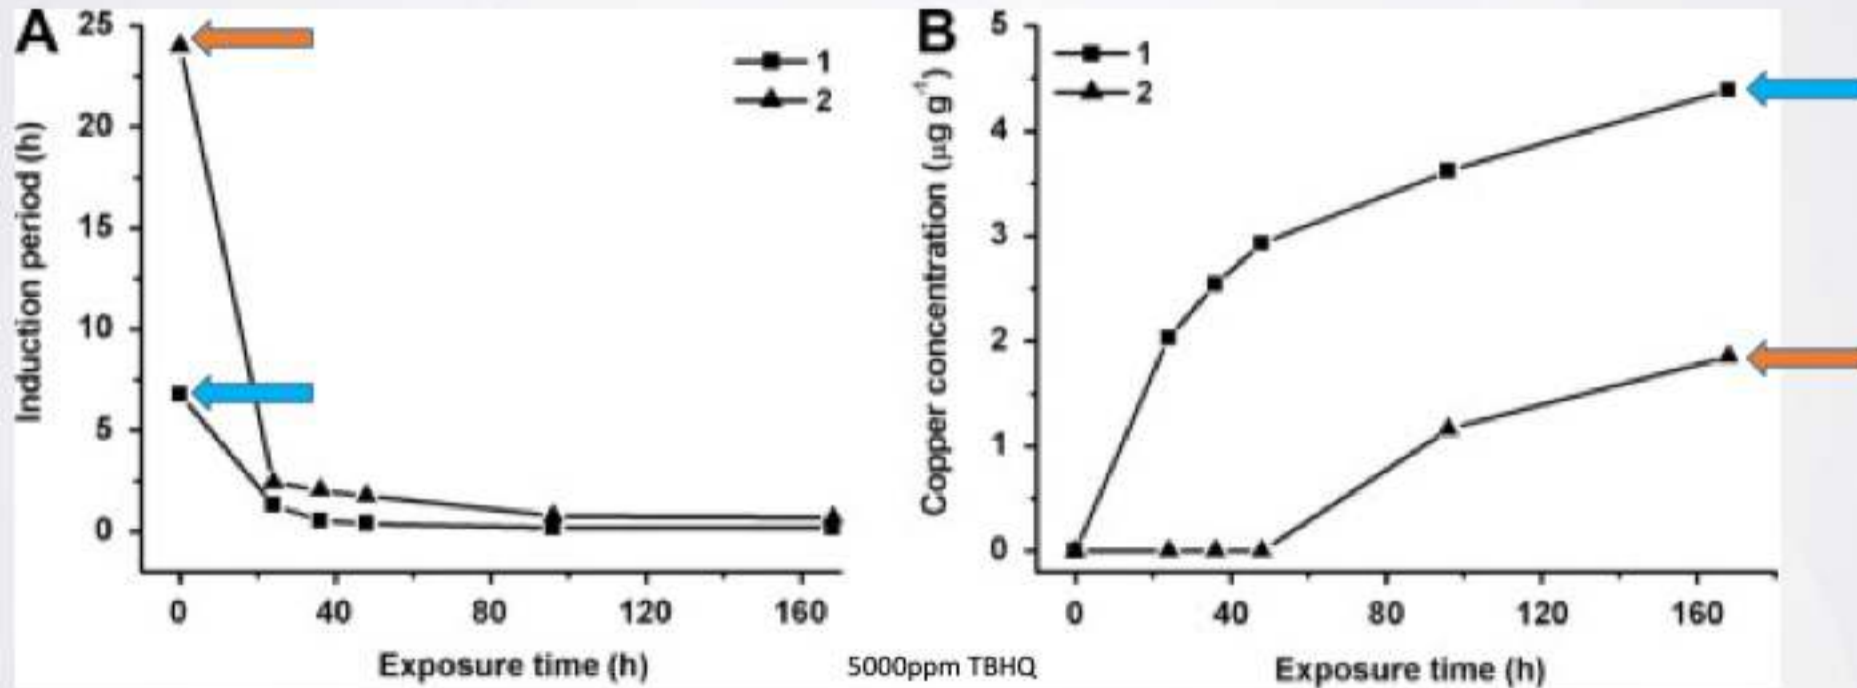 A
B
25
20
15
10
5
0
Induction period (h)
1
2
0 40 80 120 160
Exposure time (h)
5000ppm TBHQ
5
4
3
2
1
0
Copper concentration (µg g⁻¹)
1
2
0 40 80 120 160
Exposure time (h)